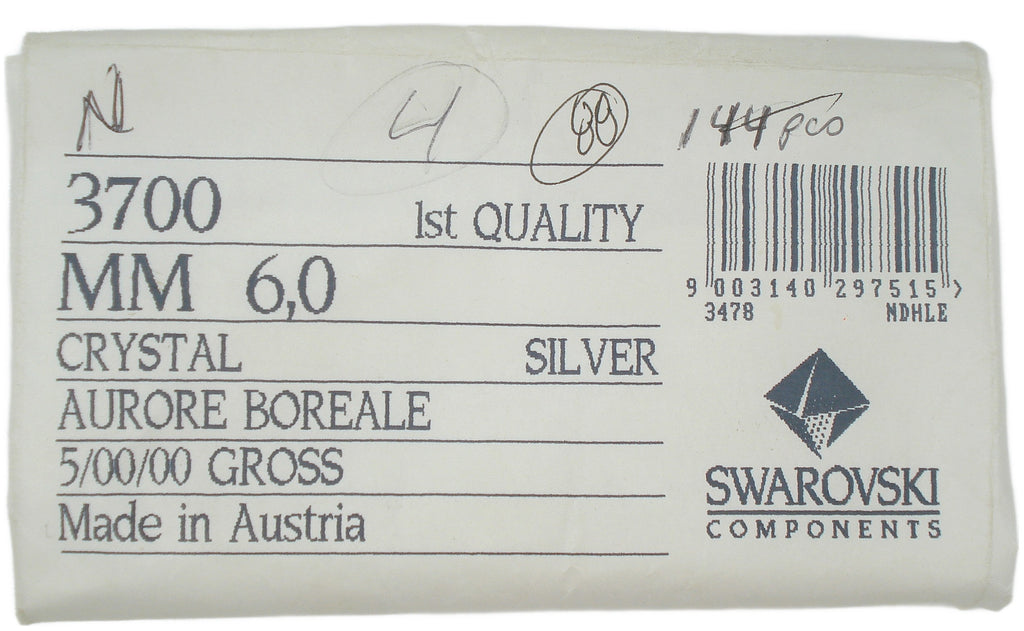 N 4 89 144 pcs
3700 1st QUALITY
MM 6,0
CRYSTAL SILVER
AURORE BOREALE
5/00/00 GROSS
Made in Austria
9 003140 297515 >
3478 NDHLE
SWAROVSKI
COMPONENTS